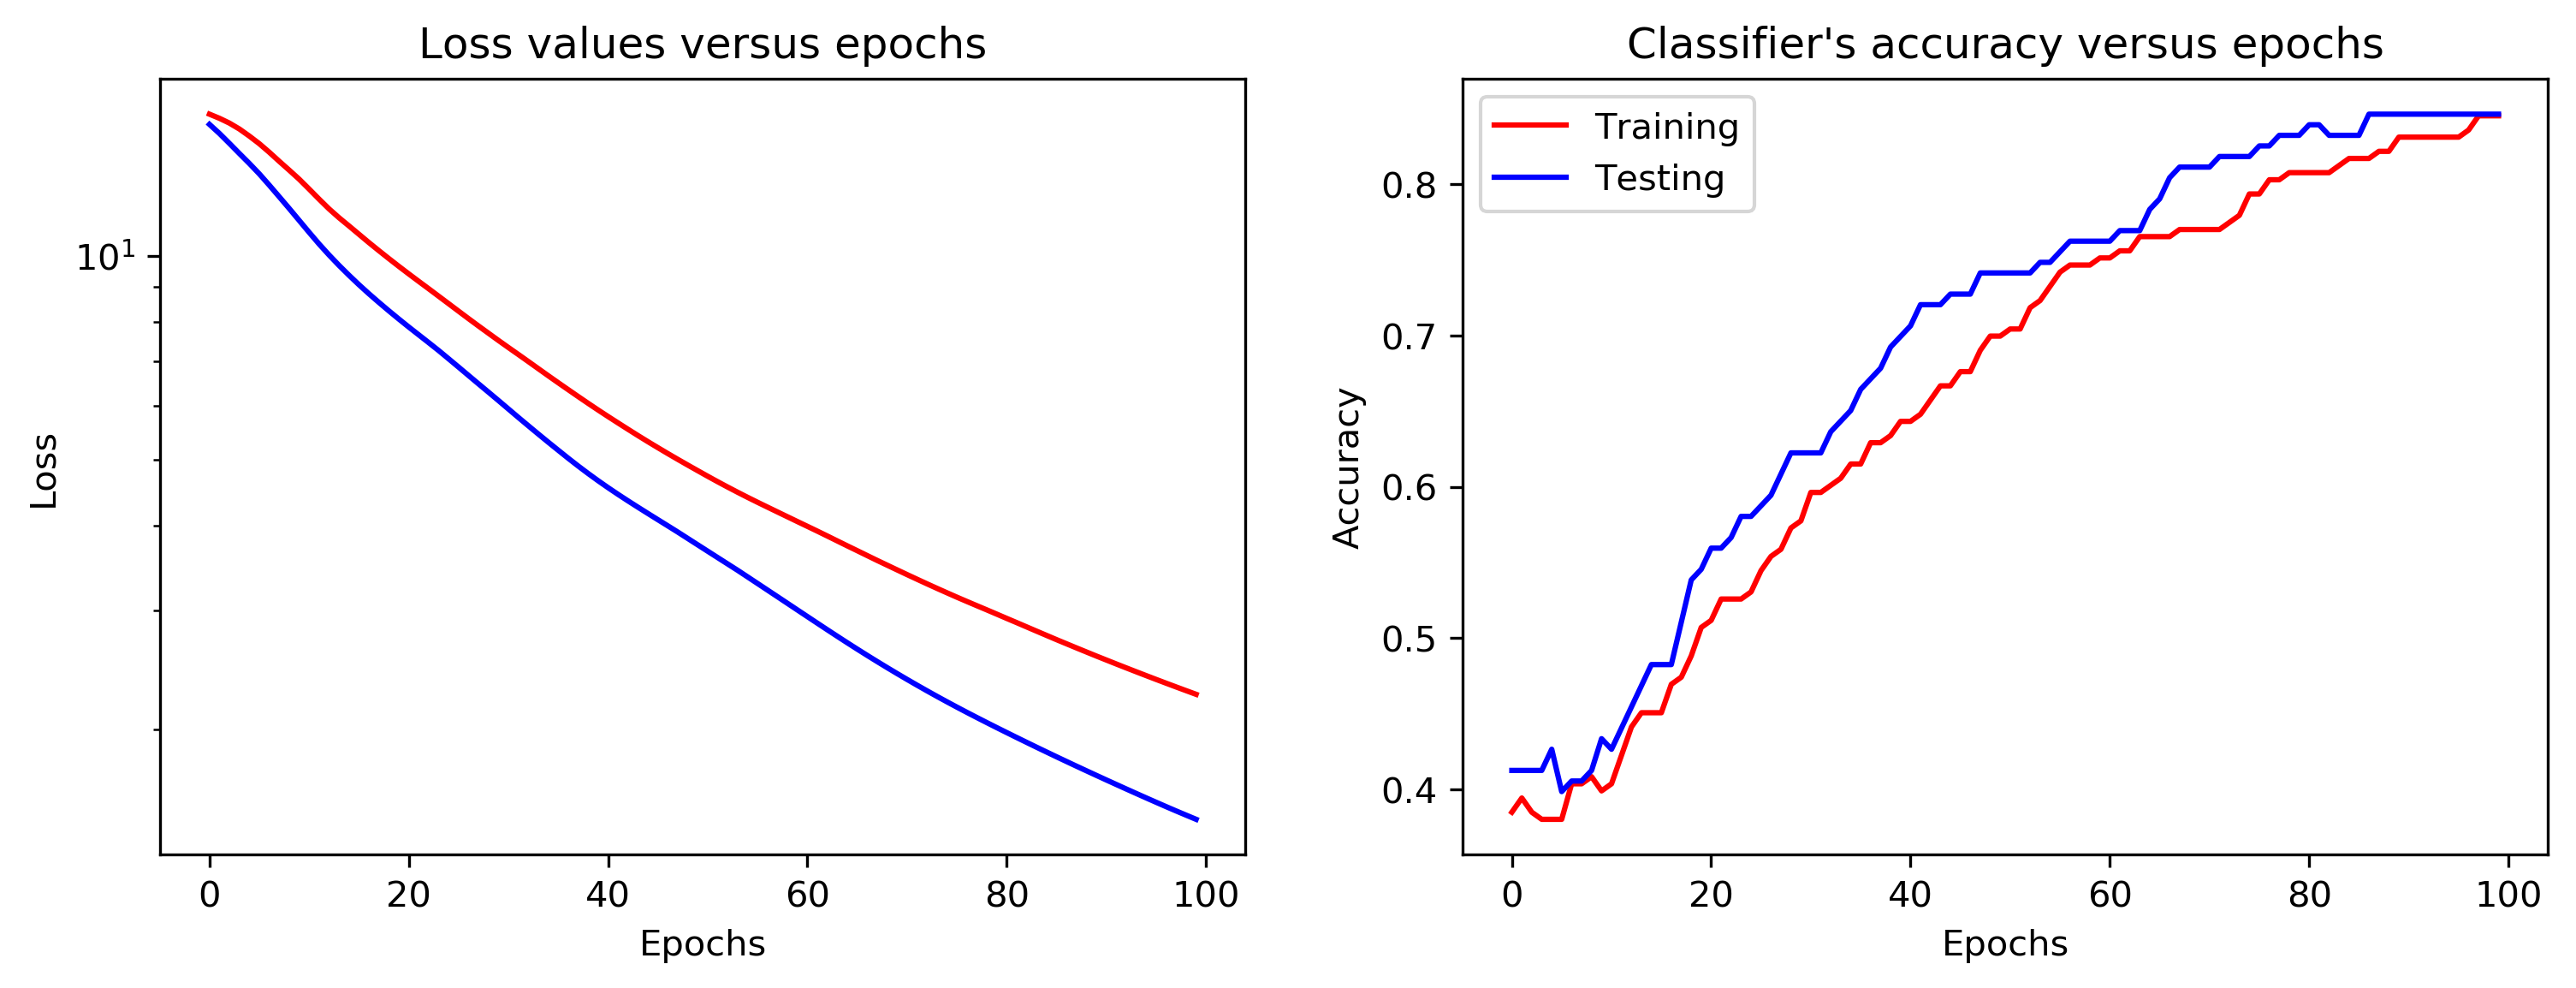 Loss values versus epochs
10¹
Loss
0 20 40 60 80 100
Epochs
Classifier's accuracy versus epochs
Training
Testing
0.8
0.7
0.6
0.5
0.4
Accuracy
0 20 40 60 80 100
Epochs